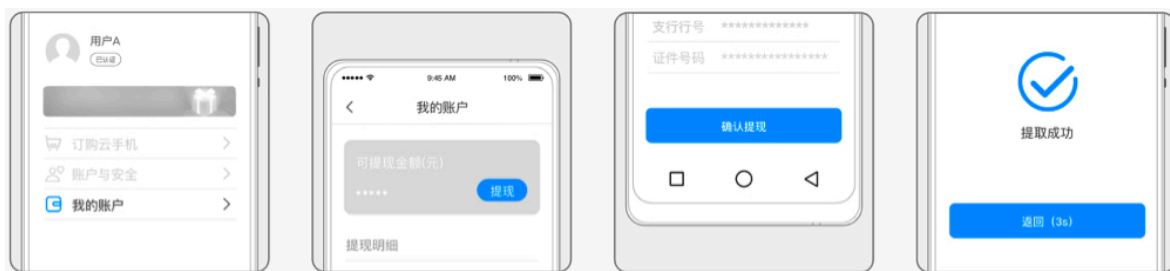 用户A
已认证
订购云手机
账户与安全
我的账户
9:45 AM 100%
我的账户
可提现金额(元)
*****
提现
提现明细
支行行号 *************
证件号码 ****************
确认提现
提取成功
返回（3s）